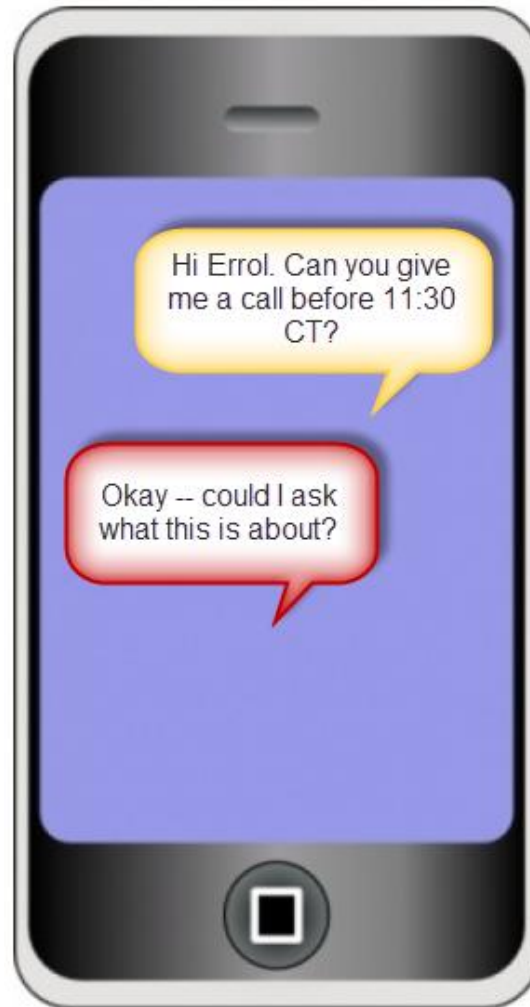 Hi Errol. Can you give
me a call before 11:30
CT?
Okay -- could I ask
what this is about?